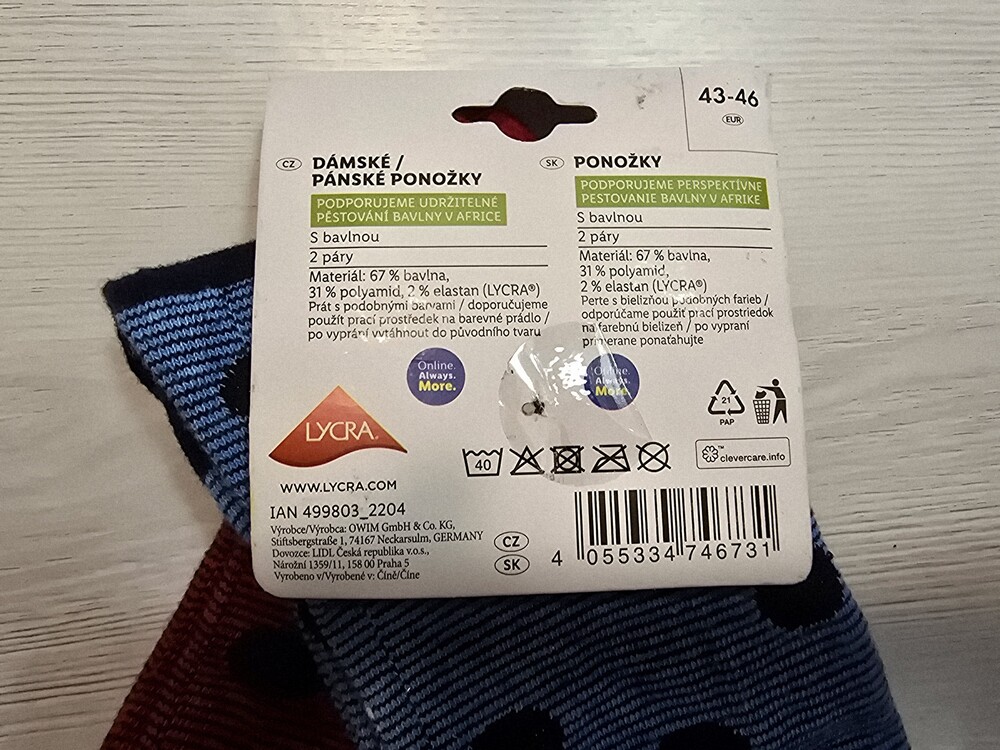 43-46
EUR
CZ
DÁMSKÉ /
PÁNSKÉ PONOŽKY
PODPORUJEME UDRŽITELNÉ
PĚSTOVÁNÍ BAVLNY V AFRICE
S bavlnou
2 páry
Materiál: 67 % bavlna,
31 % polyamid, 2 % elastan (LYCRA®)
Prát s podobnými barvami / doporučujeme
použít prací prostředek na barevné prádlo /
po vyprání vytáhnout do původního tvaru
SK
PONOŽKY
PODPORUJEME PERSPEKTÍVNE
PESTOVANIE BAVLNY V AFRIKE
S bavlnou
2 páry
Materiál: 67 % bavlna,
31 % polyamid,
2 % elastan (LYCRA®)
Perte s bielizňou podobných farieb /
odporúčame použiť prací prostriedok
na farebnú bielizeň / po vypraní
primerane ponaťahujte
Online.
Always.
More.
Online.
Always.
More.
LYCRA®
WWW.LYCRA.COM
40
21
PAP
clevercare.info
IAN 499803_2204
Výrobce/Výrobca: OWIM GmbH & Co. KG,
Stiftsbergstraße 1, 74167 Neckarsulm, GERMANY
Dovozce: LIDL Česká republika v.o.s.,
Nárožní 1359/11, 158 00 Praha 5
Vyrobeno v/Vyrobené v: Číně/Číne
CZ
SK
4 055334 746731